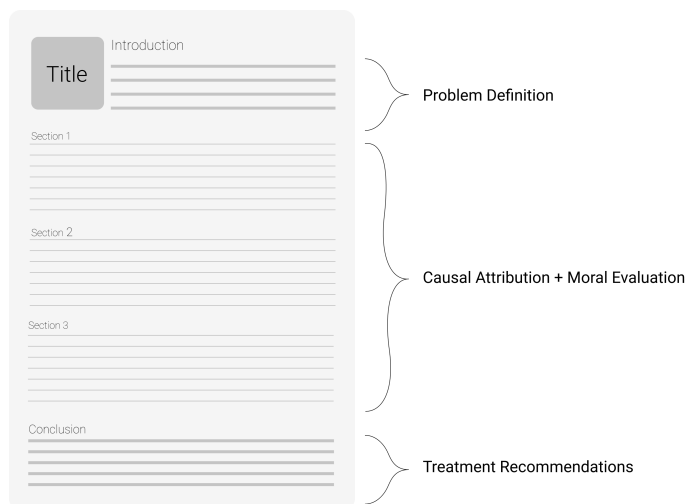 Introduction
Title
Problem Definition
Section 1
Section 2
Causal Attribution + Moral Evaluation
Section 3
Conclusion
Treatment Recommendations